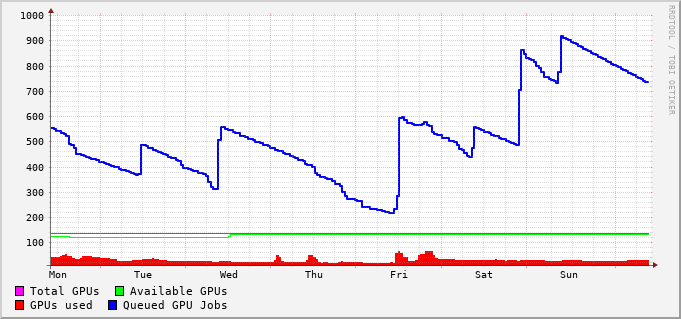 1000
900
800
700
600
500
400
300
200
100
Mon Tue Wed Thu Fri Sat Sun
Total GPUs Available GPUs
GPUs used Queued GPU Jobs
RRDTOOL / TOBI OETIKER